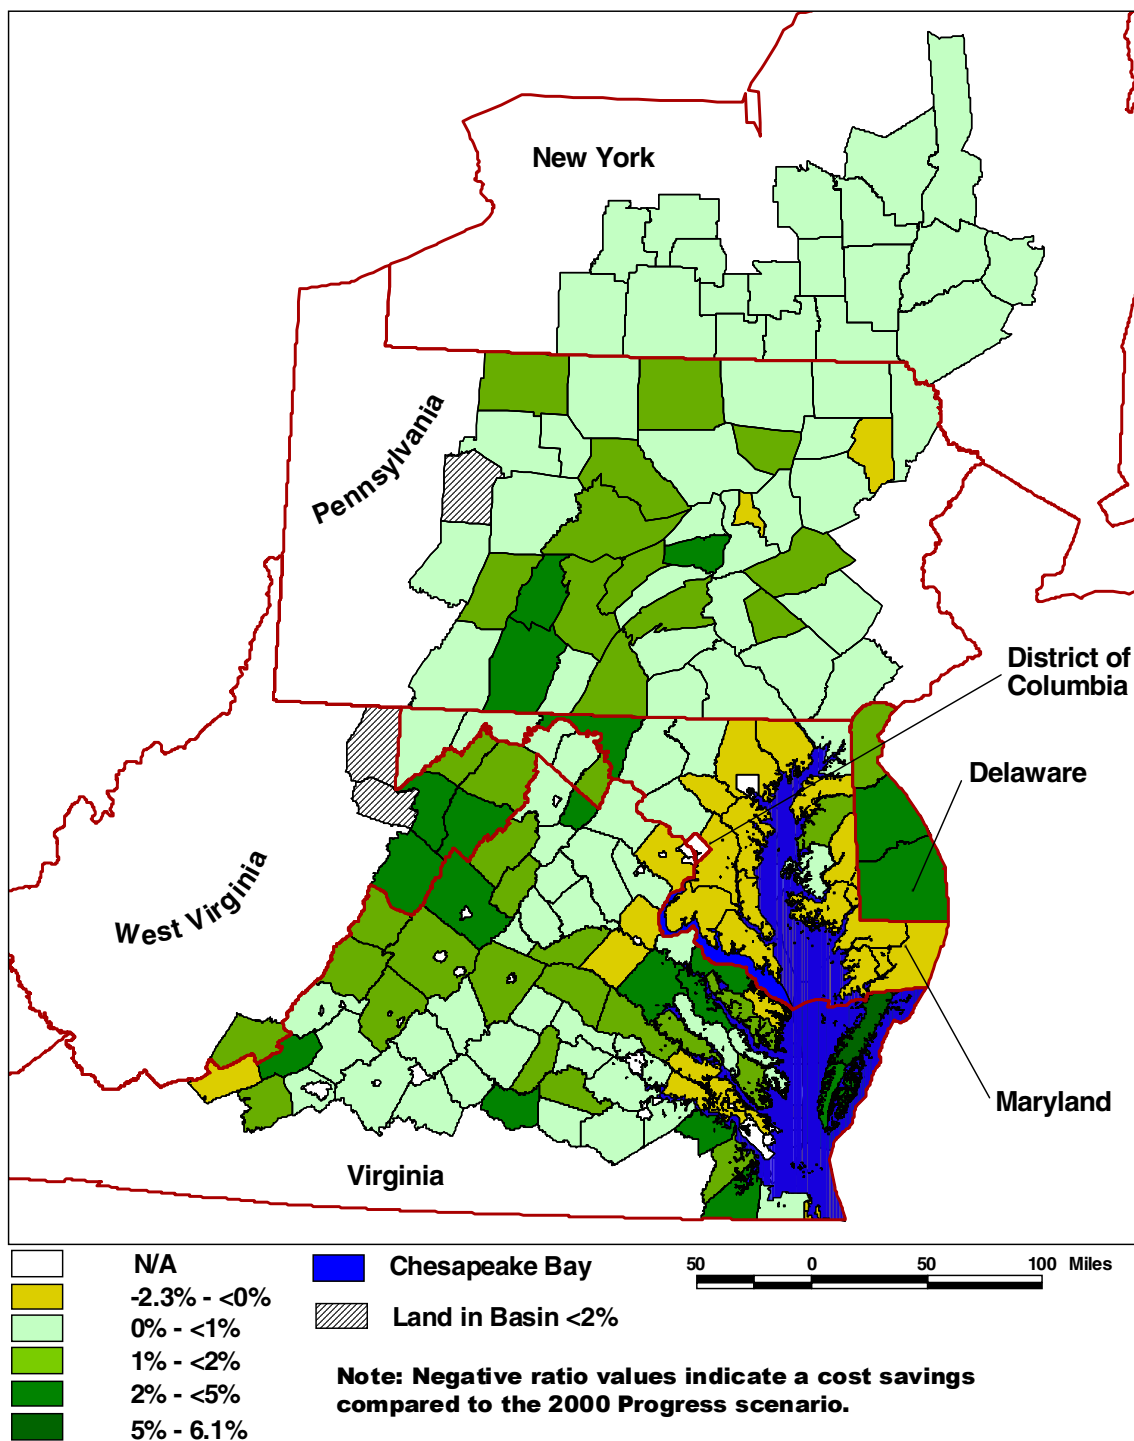 New York
Pennsylvania
District of
Columbia
Delaware
West Virginia
Maryland
Virginia
N/A
-2.3% - <0%
0% - <1%
1% - <2%
2% - <5%
5% - 6.1%
Chesapeake Bay
Land in Basin <2%
50 0 50 100 Miles
Note: Negative ratio values indicate a cost savings
compared to the 2000 Progress scenario.